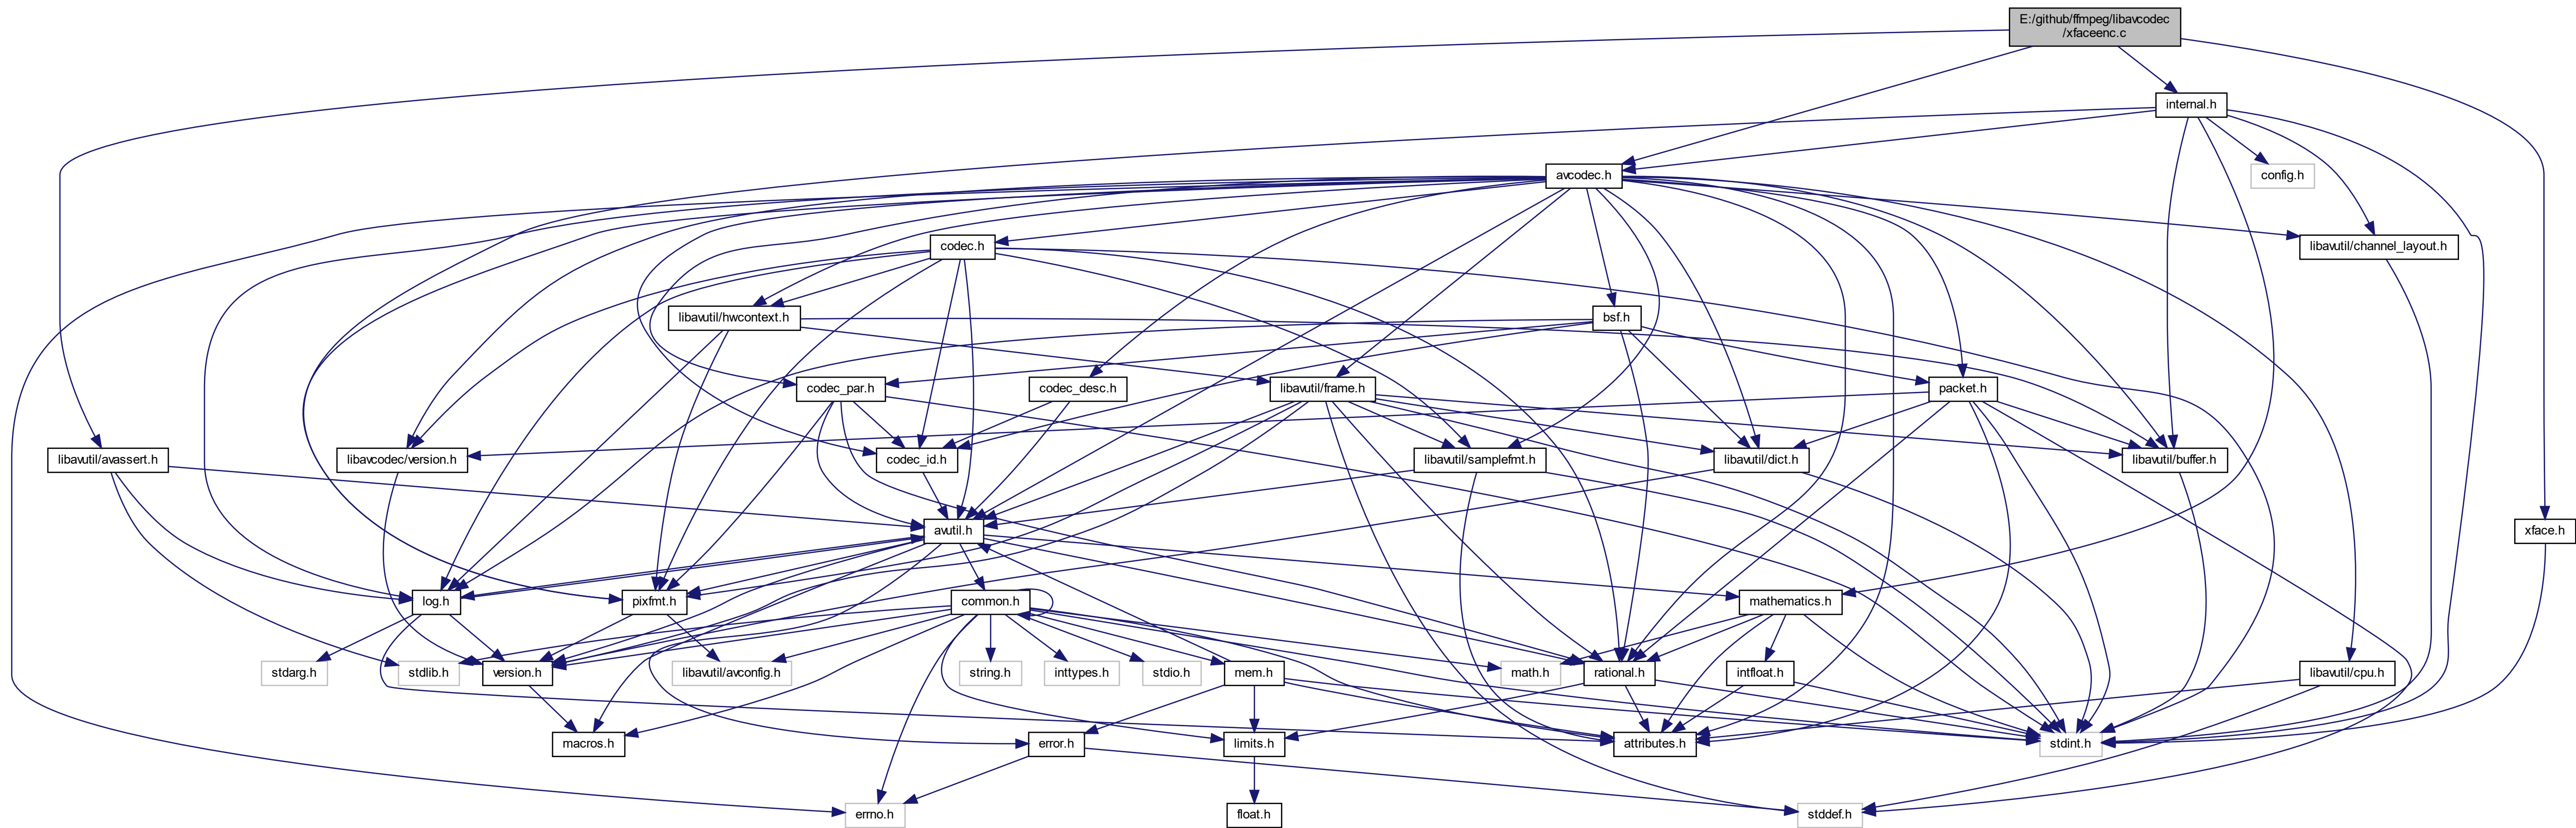 E:/github/ffmpeg/libavcodec
/xfaceenc.c
internal.h
avcodec.h
config.h
codec.h
libavutil/channel_layout.h
libavutil/hwcontext.h
bsf.h
codec_par.h
codec_desc.h
libavutil/frame.h
packet.h
libavutil/avassert.h
libavcodec/version.h
codec_id.h
libavutil/samplefmt.h
libavutil/dict.h
libavutil/buffer.h
avutil.h
xface.h
log.h
pixfmt.h
common.h
mathematics.h
stdarg.h
stdlib.h
version.h
libavutil/avconfig.h
string.h
inttypes.h
stdio.h
mem.h
math.h
rational.h
intfloat.h
libavutil/cpu.h
macros.h
error.h
limits.h
attributes.h
stdint.h
errno.h
float.h
stddef.h